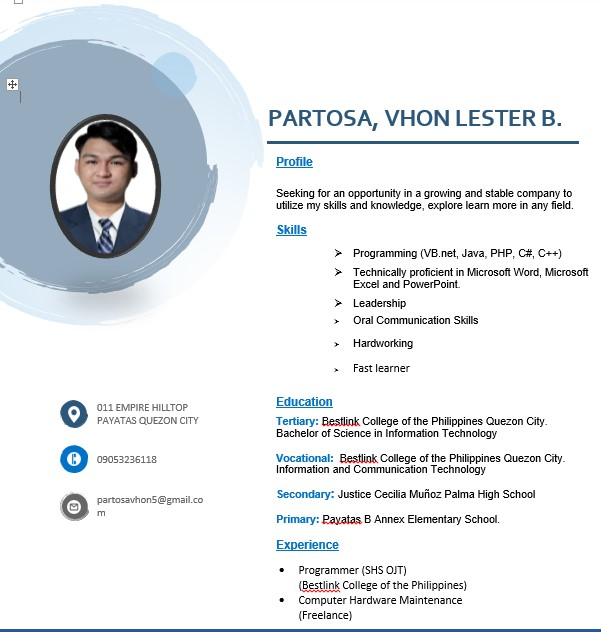 PARTOSA, VHON LESTER B.
Profile
Seeking for an opportunity in a growing and stable company to
utilize my skills and knowledge, explore learn more in any field.
Skills
Programming (VB.net, Java, PHP, C#, C++)
Technically proficient in Microsoft Word, Microsoft
Excel and PowerPoint.
Leadership
Oral Communication Skills
Hardworking
Fast learner
011 EMPIRE HILLTOP
PAYATAS QUEZON CITY
09053236118
partosavhon5@gmail.co
m
Education
Tertiary: Bestlink College of the Philippines Quezon City.
Bachelor of Science in Information Technology
Vocational: Bestlink College of the Philippines Quezon City.
Information and Communication Technology
Secondary: Justice Cecilia Muñoz Palma High School
Primary: Payatas B Annex Elementary School.
Experience
Programmer (SHS OJT)
(Bestlink College of the Philippines)
Computer Hardware Maintenance
(Freelance)